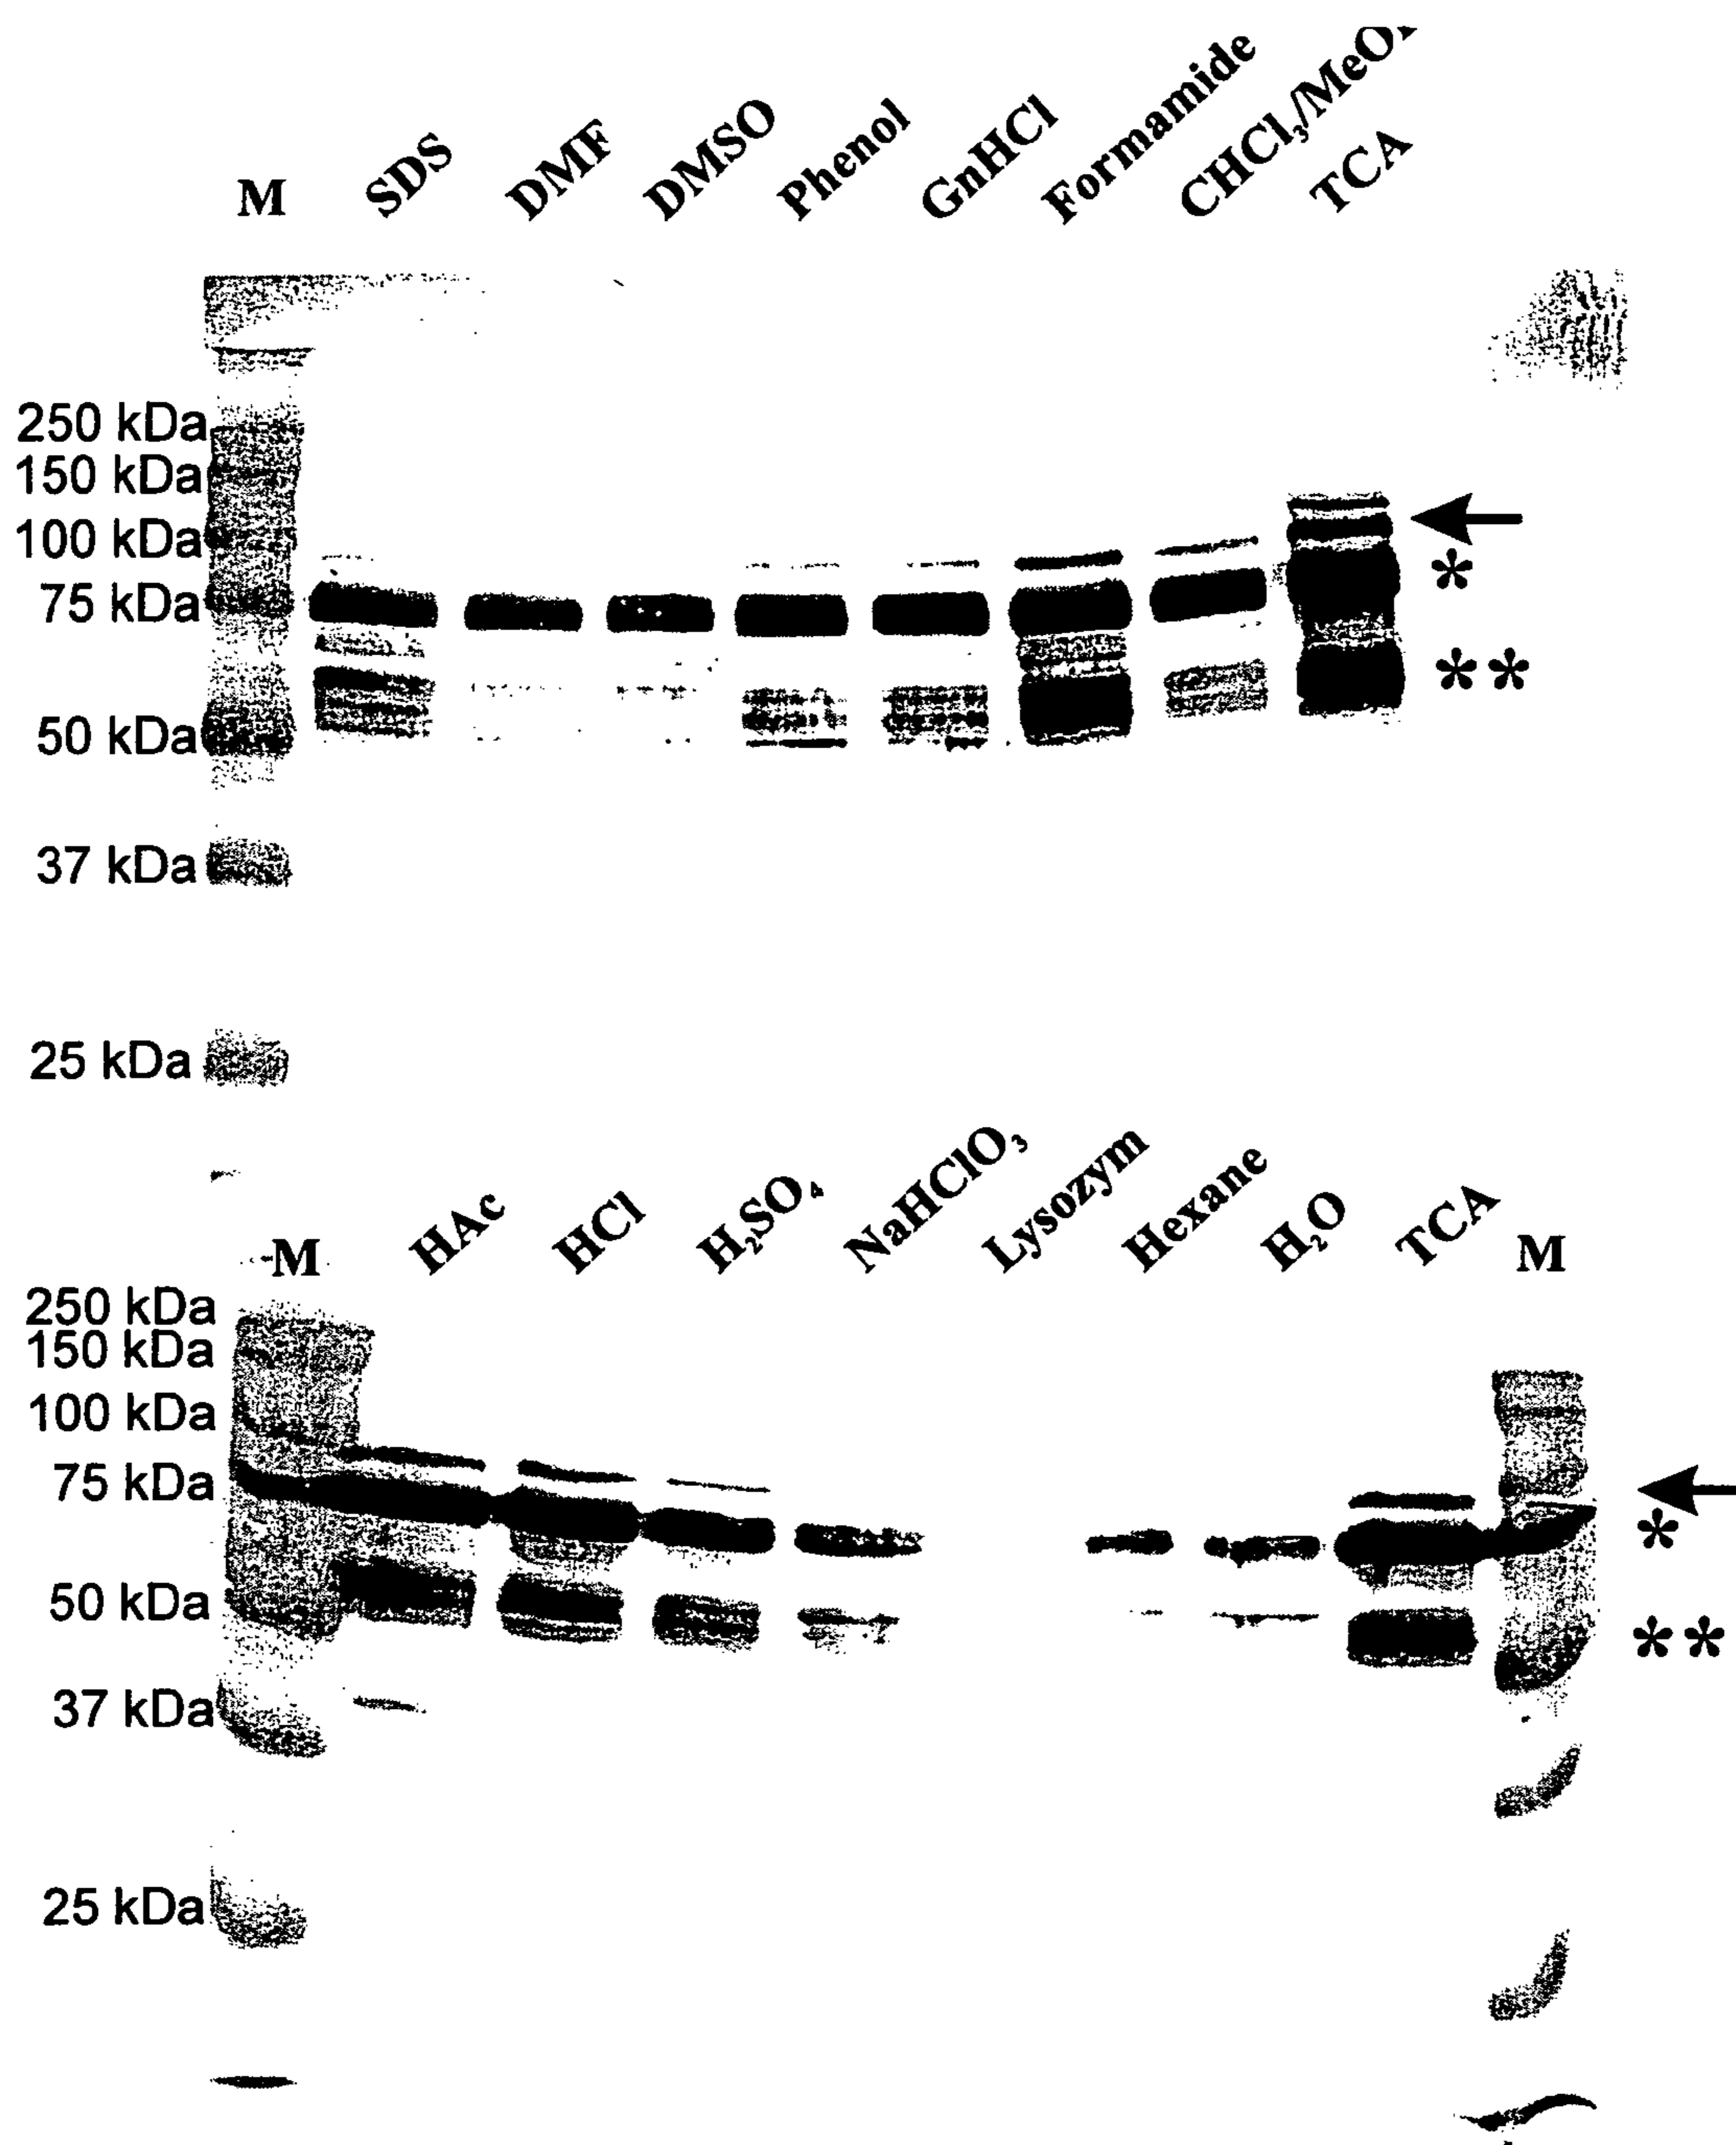 M SDS DMF DMSO Phenol GnHCl Formamide CHCl₃/MeO TCA
250 kDa
150 kDa
100 kDa
*
75 kDa
**
50 kDa
37 kDa
25 kDa
M HAc HCl H₂SO₄ NaHClO₃ Lysozym Hexane H₂O TCA M
250 kDa
150 kDa
100 kDa
75 kDa
*
50 kDa
**
37 kDa
25 kDa